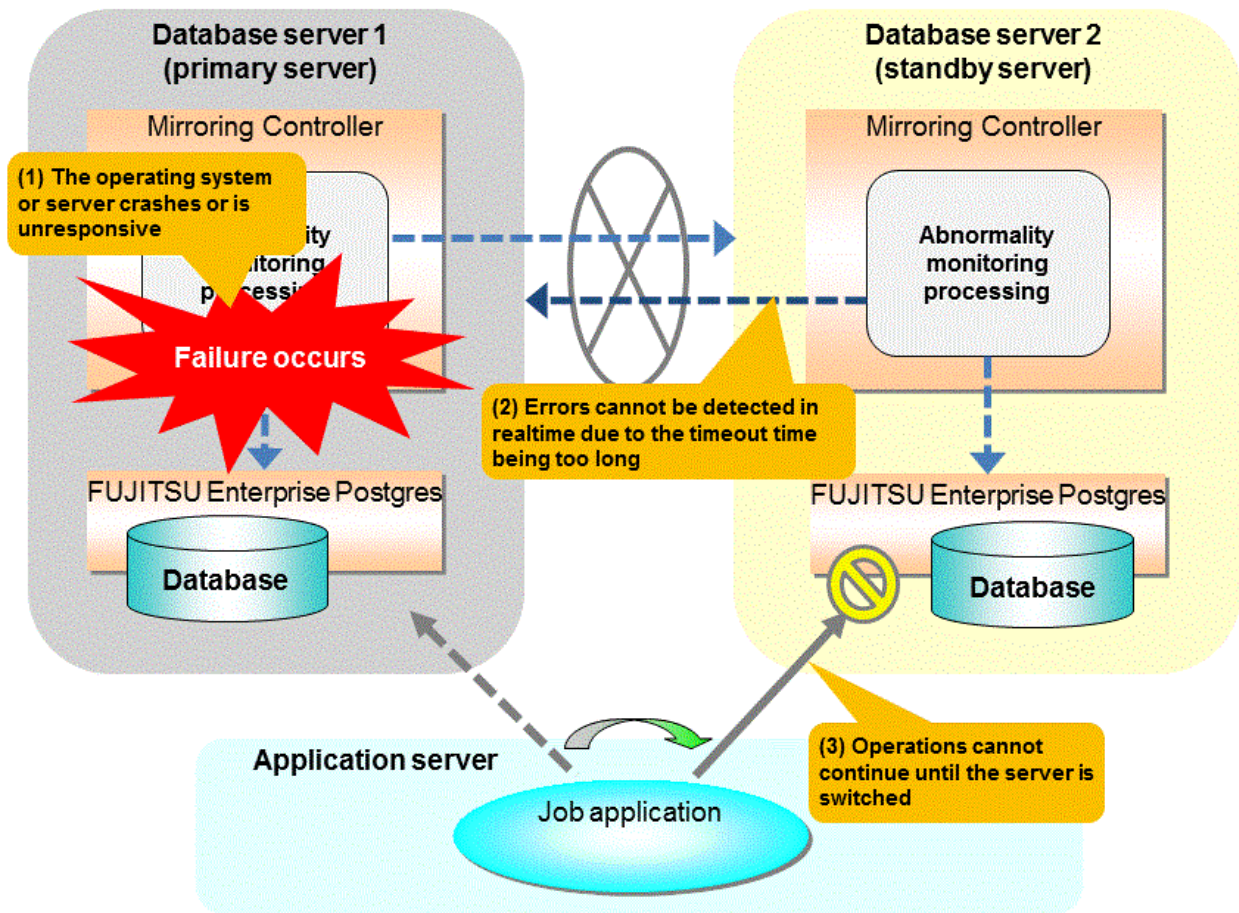 Database server 1
(primary server)
Mirroring Controller
(1) The operating system
or server crashes or is
unresponsive
Failure occurs
FUJITSU Enterprise Postgres
Database
Database server 2
(standby server)
Mirroring Controller
Abnormality
monitoring
processing
(2) Errors cannot be detected in
realtime due to the timeout time
being too long
FUJITSU Enterprise Postgres
Database
Application server
Job application
(3) Operations cannot
continue until the server is
switched